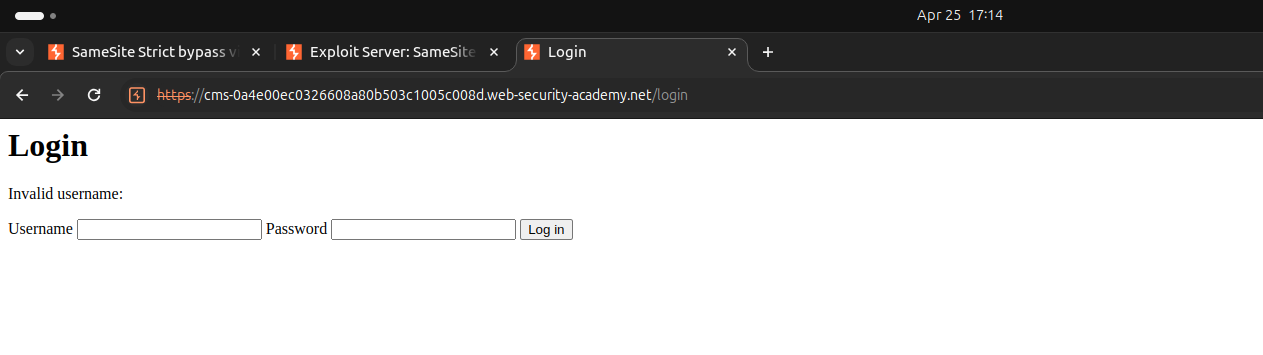 Apr 25 17:14
SameSite Strict bypass v
Exploit Server: SameSite
Login
https://cms-0a4e00ec0326608a80b503c1005c008d.web-security-academy.net/login
Login
Invalid username:
Username Password Log in